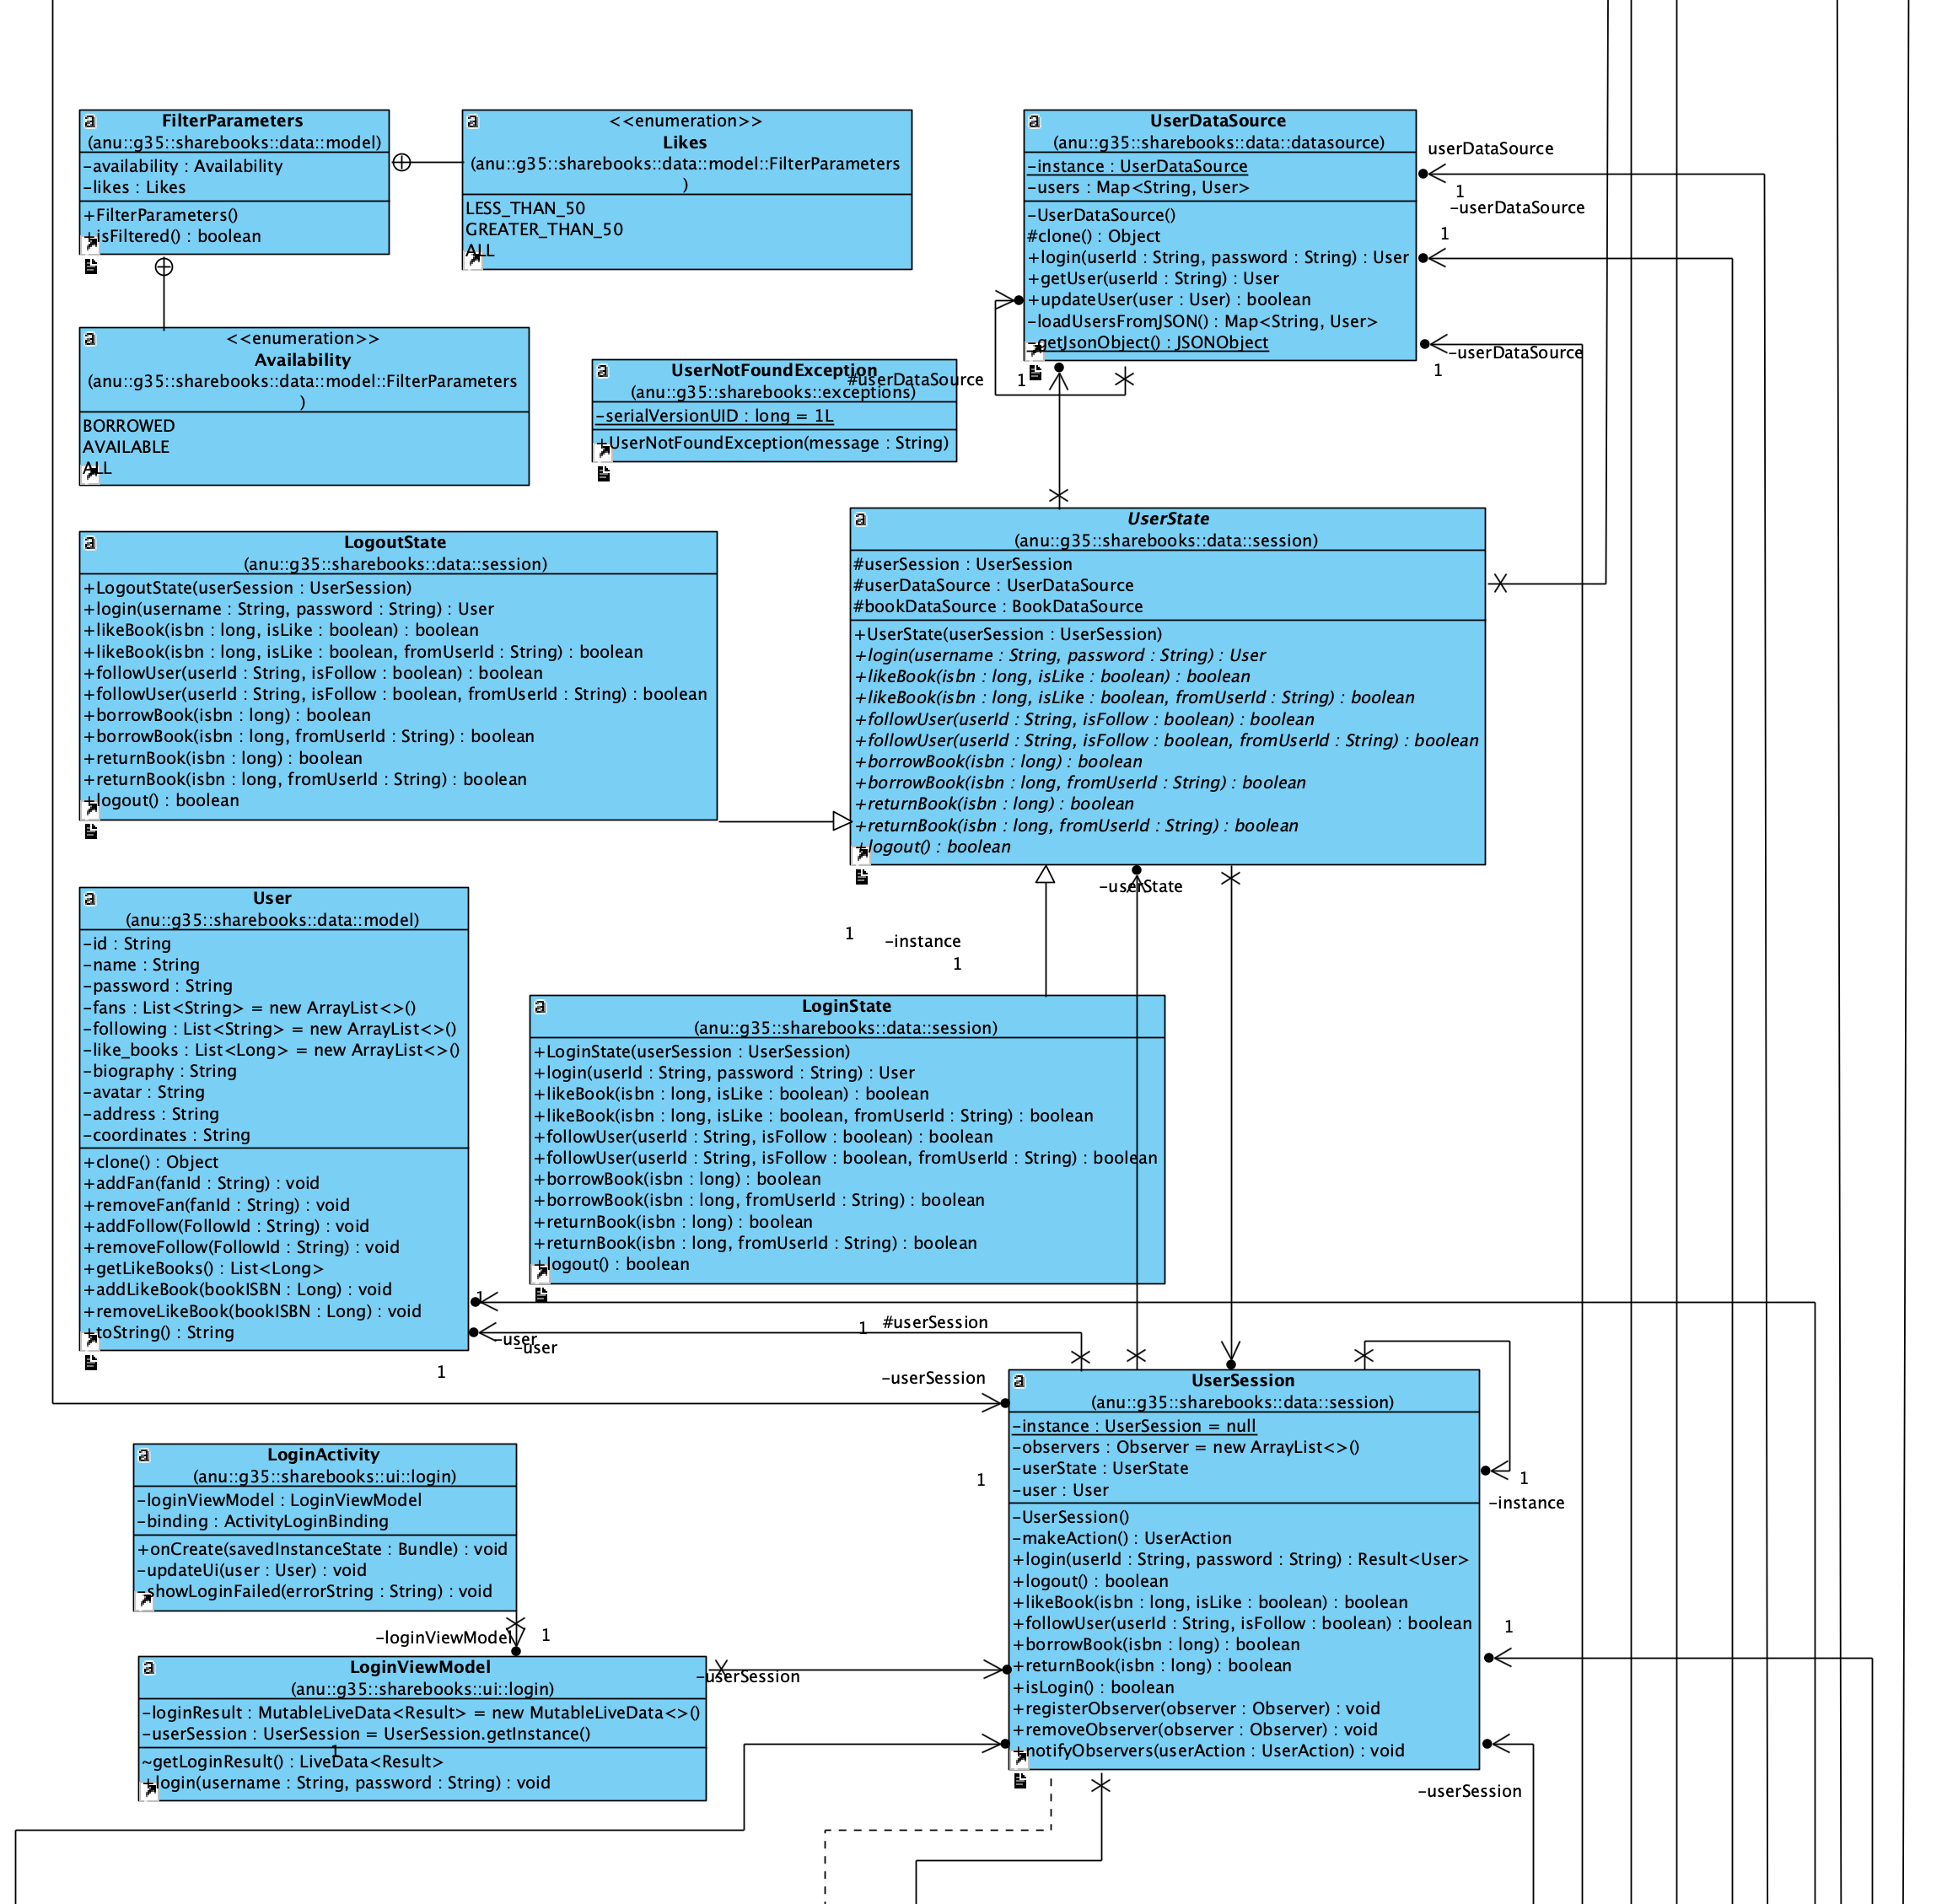 FilterParameters
(anu::g35::sharebooks::data::model)
-availability : Availability
-likes : Likes
+FilterParameters()
+isFiltered() : boolean
<<enumeration>>
Likes
(anu::g35::sharebooks::data::model::FilterParameters
)
LESS_THAN_50
GREATER_THAN_50
ALL
UserDataSource
(anu::g35::sharebooks::data::datasource)
-instance : UserDataSource
-users : Map<String, User>
-UserDataSource()
#clone() : Object
+login(userId : String, password : String) : User
+getUser(userId : String) : User
+updateUser(user : User) : boolean
-loadUsersFromJSON() : Map<String, User>
-getJsonObject() : JSONObject
userDataSource
1
-userDataSource
1
-userDataSource
1
<<enumeration>>
Availability
(anu::g35::sharebooks::data::model::FilterParameters
)
BORROWED
AVAILABLE
ALL
UserNotFoundException
(anu::g35::sharebooks::exceptions)
-serialVersionUID : long = 1L
+UserNotFoundException(message : String)
#userDataSource
1
LogoutState
(anu::g35::sharebooks::data::session)
+LogoutState(userSession : UserSession)
+login(username : String, password : String) : User
+likeBook(isbn : long, isLike : boolean) : boolean
+likeBook(isbn : long, isLike : boolean, fromUserId : String) : boolean
+followUser(userId : String, isFollow : boolean) : boolean
+followUser(userId : String, isFollow : boolean, fromUserId : String) : boolean
+borrowBook(isbn : long) : boolean
+borrowBook(isbn : long, fromUserId : String) : boolean
+returnBook(isbn : long) : boolean
+returnBook(isbn : long, fromUserId : String) : boolean
+logout() : boolean
UserState
(anu::g35::sharebooks::data::session)
#userSession : UserSession
#userDataSource : UserDataSource
#bookDataSource : BookDataSource
+UserState(userSession : UserSession)
+login(username : String, password : String) : User
+likeBook(isbn : long, isLike : boolean) : boolean
+likeBook(isbn : long, isLike : boolean, fromUserId : String) : boolean
+followUser(userId : String, isFollow : boolean) : boolean
+followUser(userId : String, isFollow : boolean, fromUserId : String) : boolean
+borrowBook(isbn : long) : boolean
+borrowBook(isbn : long, fromUserId : String) : boolean
+returnBook(isbn : long) : boolean
+returnBook(isbn : long, fromUserId : String) : boolean
+logout() : boolean
-userState
1
-instance
1
User
(anu::g35::sharebooks::data::model)
-id : String
-name : String
-password : String
-fans : List<String> = new ArrayList<>()
-following : List<String> = new ArrayList<>()
-like_books : List<Long> = new ArrayList<>()
-biography : String
-avatar : String
-address : String
-coordinates : String
+clone() : Object
+addFan(fanId : String) : void
+removeFan(fanId : String) : void
+addFollow(FollowId : String) : void
+removeFollow(FollowId : String) : void
+getLikeBooks() : List<Long>
+addLikeBook(bookISBN : Long) : void
+removeLikeBook(bookISBN : Long) : void
+toString() : String
LoginState
(anu::g35::sharebooks::data::session)
+LoginState(userSession : UserSession)
+login(userId : String, password : String) : User
+likeBook(isbn : long, isLike : boolean) : boolean
+likeBook(isbn : long, isLike : boolean, fromUserId : String) : boolean
+followUser(userId : String, isFollow : boolean) : boolean
+followUser(userId : String, isFollow : boolean, fromUserId : String) : boolean
+borrowBook(isbn : long) : boolean
+borrowBook(isbn : long, fromUserId : String) : boolean
+returnBook(isbn : long) : boolean
+returnBook(isbn : long, fromUserId : String) : boolean
+logout() : boolean
1
-user
-user
1
1
#userSession
-userSession
1
UserSession
(anu::g35::sharebooks::data::session)
-instance : UserSession = null
-observers : Observer = new ArrayList<>()
-userState : UserState
-user : User
-UserSession()
-makeAction() : UserAction
+login(userId : String, password : String) : Result<User>
+logout() : boolean
+likeBook(isbn : long, isLike : boolean) : boolean
+followUser(userId : String, isFollow : boolean) : boolean
+borrowBook(isbn : long) : boolean
+returnBook(isbn : long) : boolean
+isLogin() : boolean
+registerObserver(observer : Observer) : void
+removeObserver(observer : Observer) : void
+notifyObservers(userAction : UserAction) : void
1
-instance
1
-userSession
LoginActivity
(anu::g35::sharebooks::ui::login)
-loginViewModel : LoginViewModel
-binding : ActivityLoginBinding
+onCreate(savedInstanceState : Bundle) : void
-updateUi(user : User) : void
-showLoginFailed(errorString : String) : void
-loginViewModel
1
LoginViewModel
(anu::g35::sharebooks::ui::login)
-loginResult : MutableLiveData<Result> = new MutableLiveData<>()
-userSession : UserSession = UserSession.getInstance()
1
~getLoginResult() : LiveData<Result>
+login(username : String, password : String) : void
-userSession